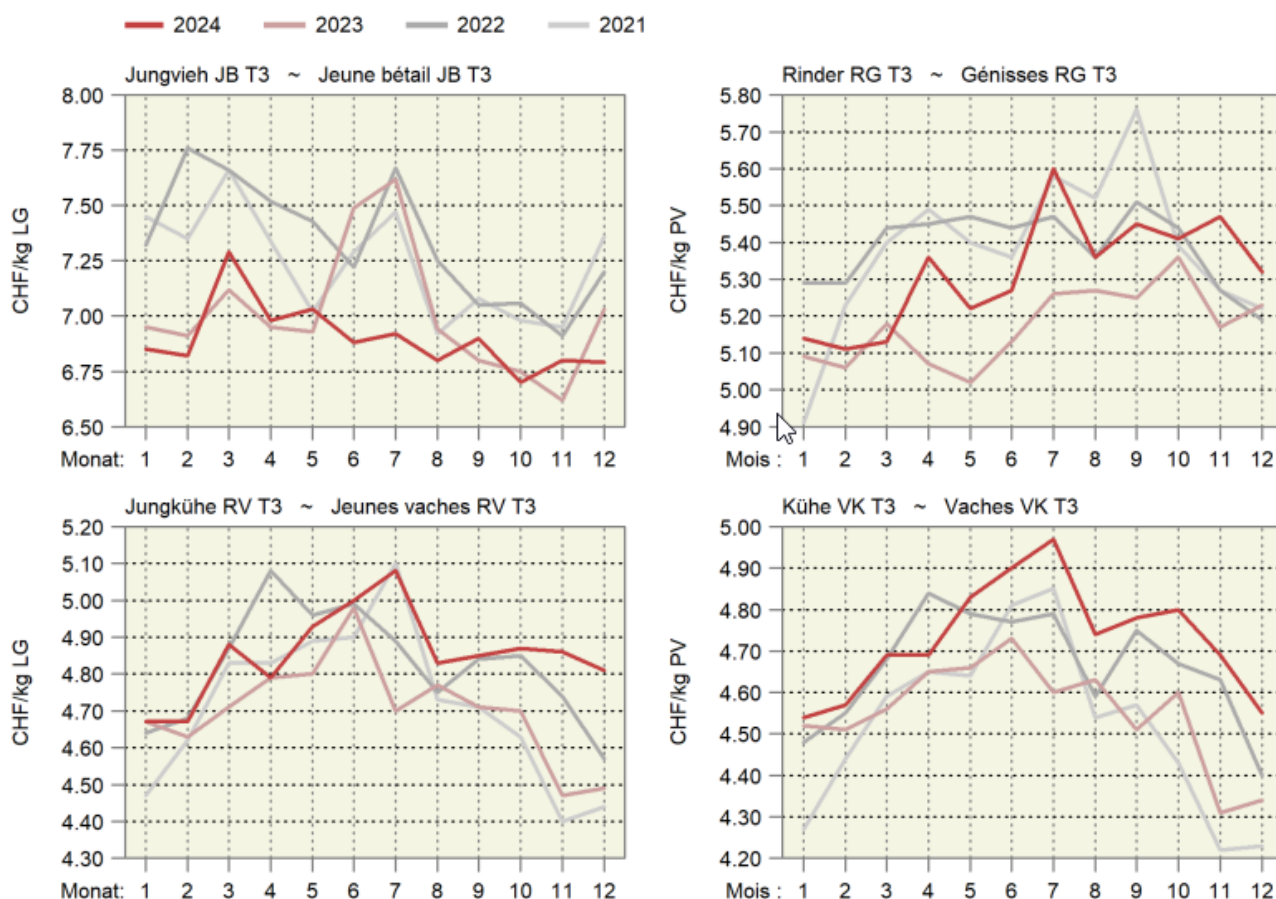 2024 2023 2022 2021
Jungvieh JB T3 ~ Jeune bétail JB T3
CHF/kg LG
8.00
7.75
7.50
7.25
7.00
6.75
6.50
Monat: 1 2 3 4 5 6 7 8 9 10 11 12
Rinder RG T3 ~ Génisses RG T3
CHF/kg PV
5.80
5.70
5.60
5.50
5.40
5.30
5.20
5.10
5.00
4.90
Mois : 1 2 3 4 5 6 7 8 9 10 11 12
Jungkühe RV T3 ~ Jeunes vaches RV T3
CHF/kg LG
5.20
5.10
5.00
4.90
4.80
4.70
4.60
4.50
4.40
4.30
Monat: 1 2 3 4 5 6 7 8 9 10 11 12
Kühe VK T3 ~ Vaches VK T3
CHF/kg PV
5.00
4.90
4.80
4.70
4.60
4.50
4.40
4.30
4.20
Mois : 1 2 3 4 5 6 7 8 9 10 11 12